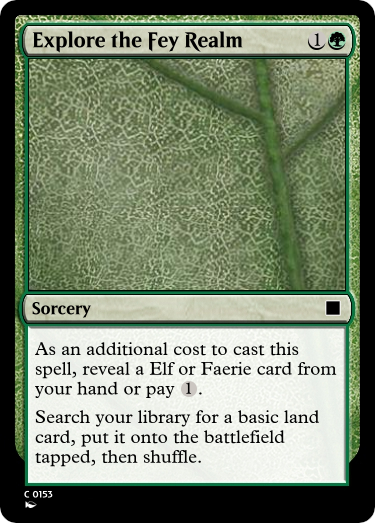 Explore the Fey Realm 1
Sorcery
As an additional cost to cast this
spell, reveal a Elf or Faerie card from
your hand or pay 1.
Search your library for a basic land
card, put it onto the battlefield
tapped, then shuffle.
C 0153